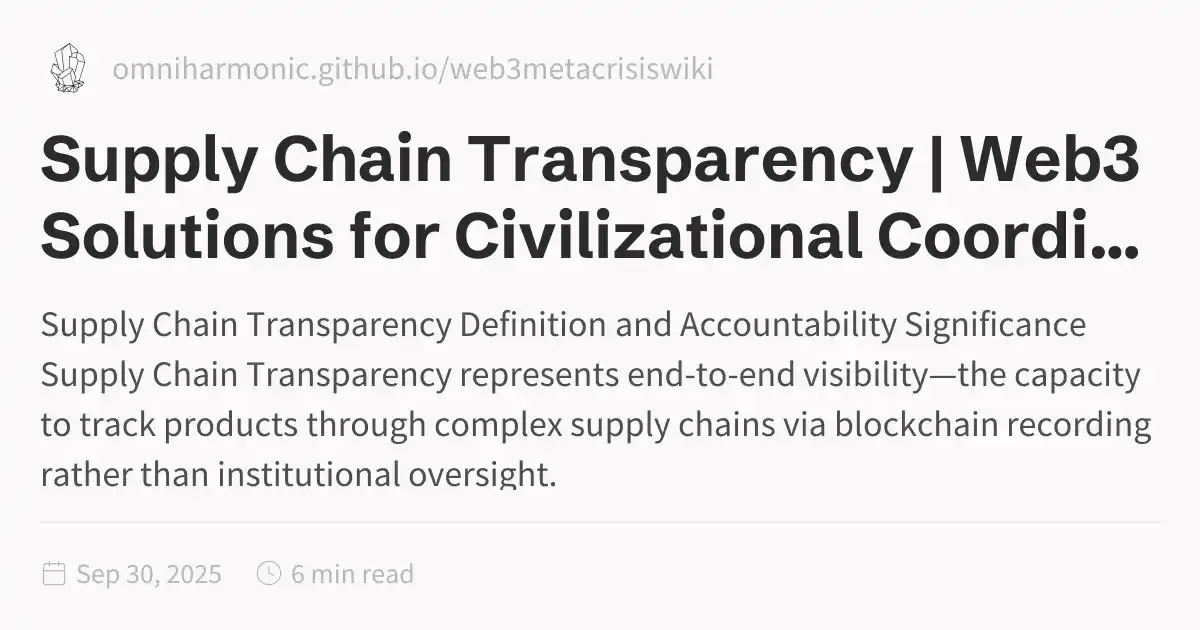 omniharmonic.github.io/web3metacrisiswiki
Supply Chain Transparency | Web3
Solutions for Civilizational Coordi...
Supply Chain Transparency Definition and Accountability Significance
Supply Chain Transparency represents end-to-end visibility—the capacity
to track products through complex supply chains via blockchain recording
rather than institutional oversight.
Sep 30, 2025 6 min read